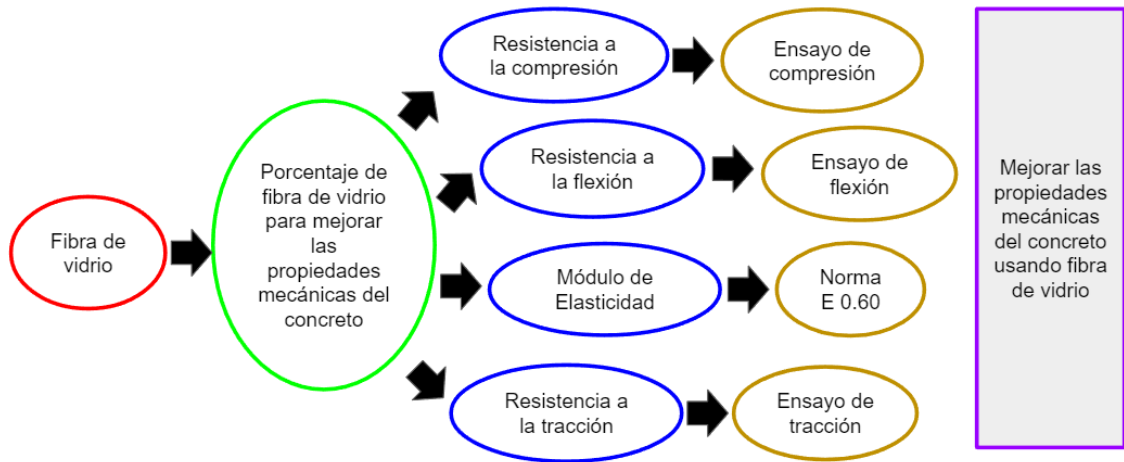 Fibra de
vidrio
Porcentaje de
fibra de vidrio
para mejorar
las
propiedades
mecánicas del
concreto
Resistencia a
la compresión
Ensayo de
compresión
Resistencia a
la flexión
Ensayo de
flexión
Módulo de
Elasticidad
Norma
E 0.60
Resistencia a
la tracción
Ensayo de
tracción
Mejorar las
propiedades
mecánicas
del concreto
usando fibra
de vidrio